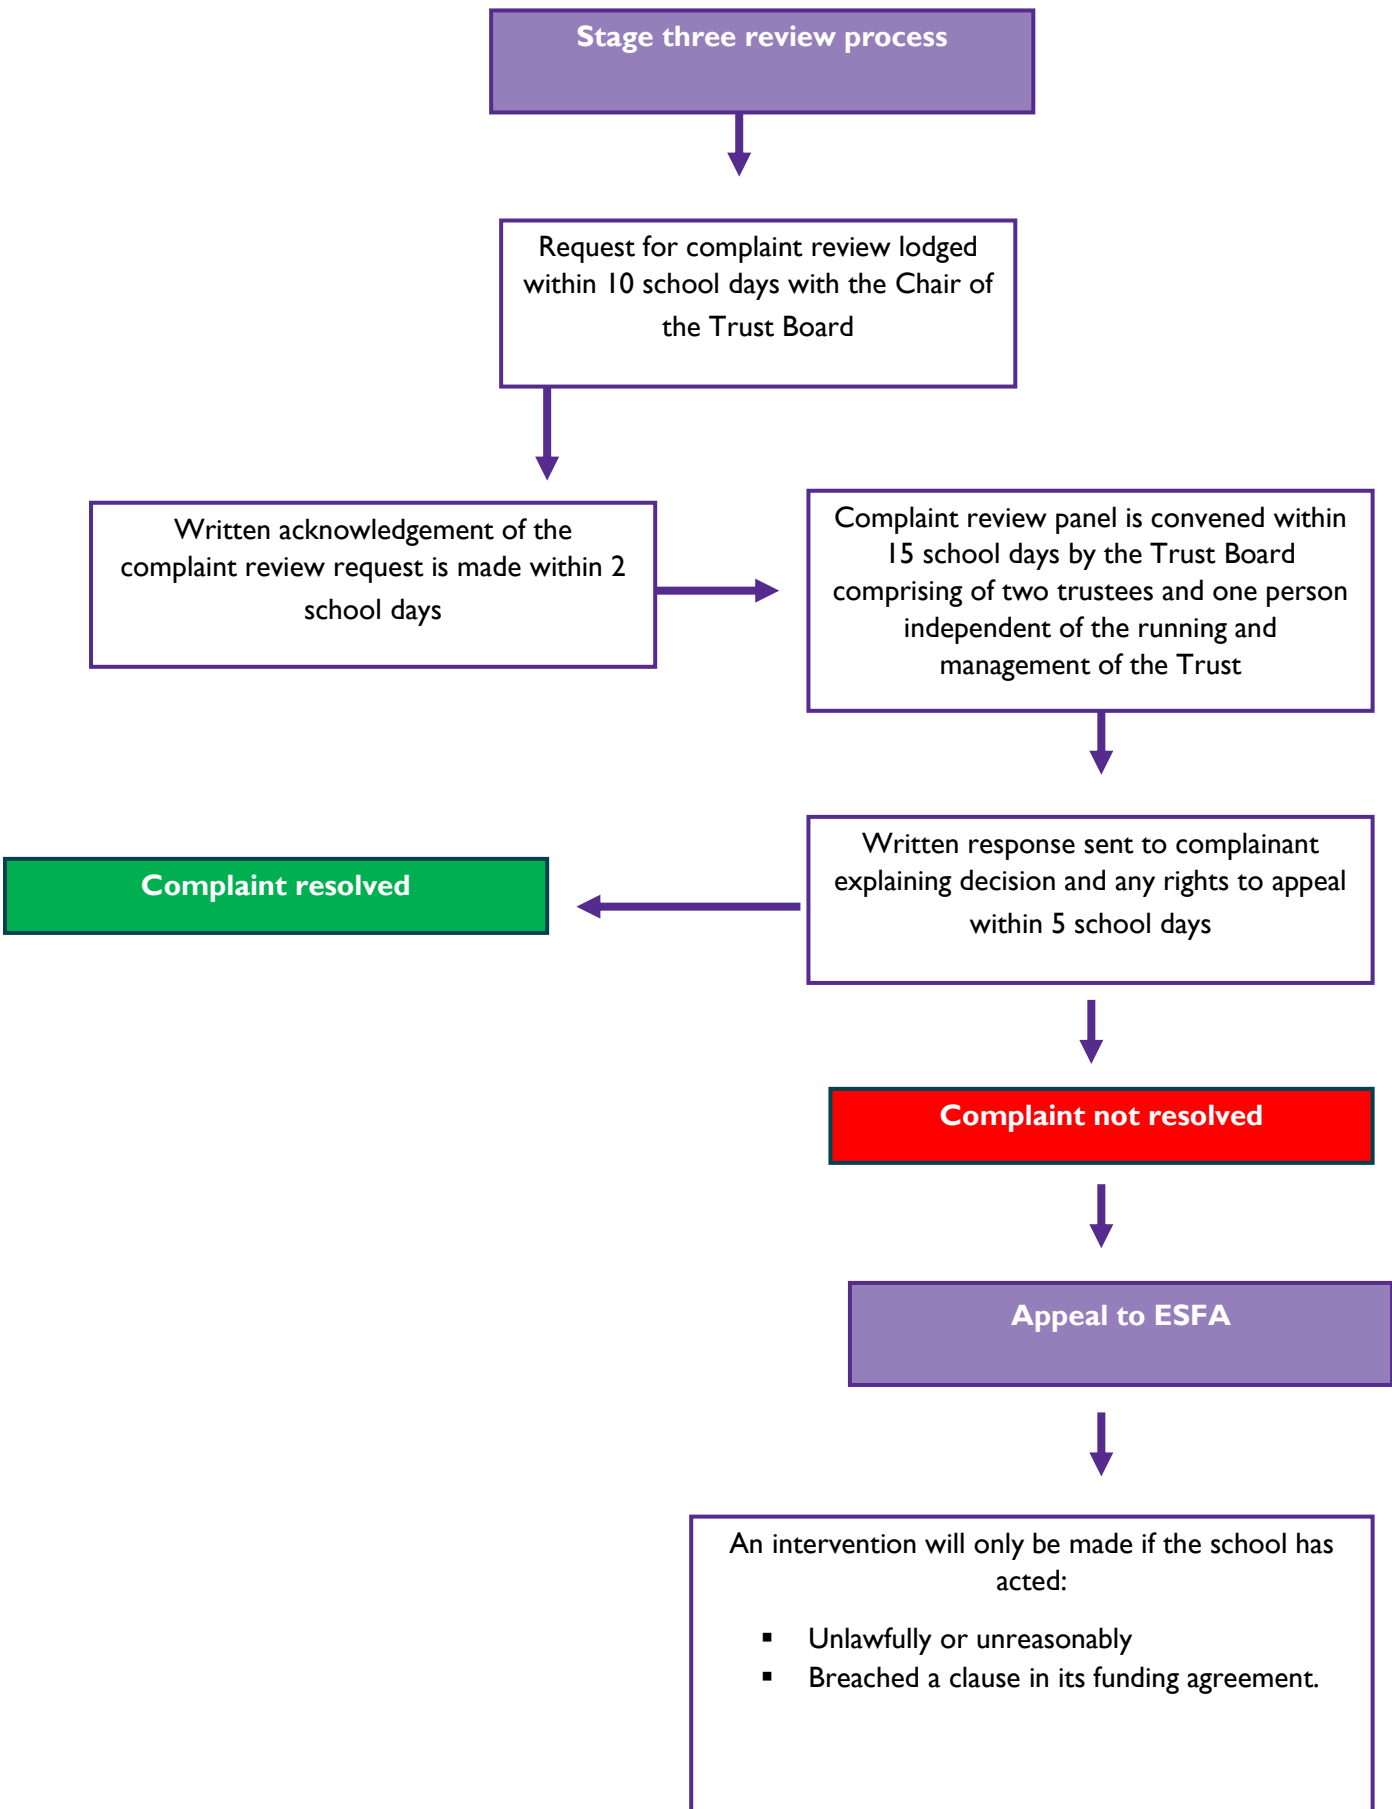 Stage three review process
Request for complaint review lodged
within 10 school days with the Chair of
the Trust Board
Written acknowledgement of the
complaint review request is made within 2
school days
Complaint review panel is convened within
15 school days by the Trust Board
comprising of two trustees and one person
independent of the running and
management of the Trust
Written response sent to complainant
explaining decision and any rights to appeal
within 5 school days
Complaint resolved
Complaint not resolved
Appeal to ESFA
An intervention will only be made if the school has
acted:
▪ Unlawfully or unreasonably
▪ Breached a clause in its funding agreement.